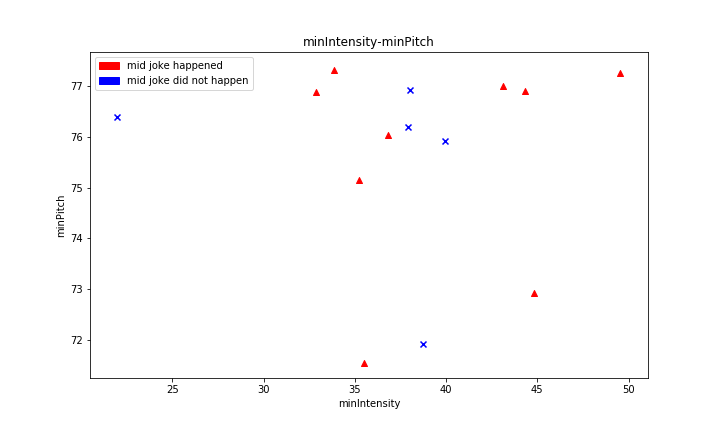 minIntensity-minPitch
mid joke happened
mid joke did not happen
77
76
75
74
73
72
minPitch
25 30 35 40 45 50
minIntensity